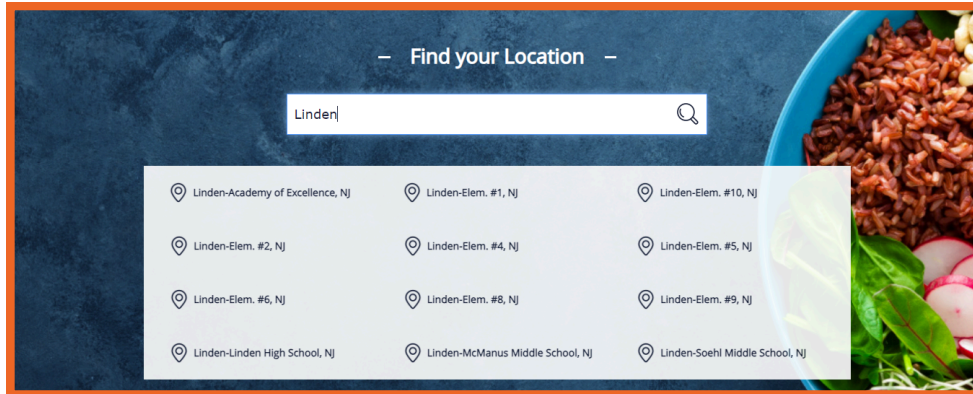 – Find your Location –
Linden
Linden-Academy of Excellence, NJ
Linden-Elem. #1, NJ
Linden-Elem. #10, NJ
Linden-Elem. #2, NJ
Linden-Elem. #4, NJ
Linden-Elem. #5, NJ
Linden-Elem. #6, NJ
Linden-Elem. #8, NJ
Linden-Elem. #9, NJ
Linden-Linden High School, NJ
Linden-McManus Middle School, NJ
Linden-Soehl Middle School, NJ